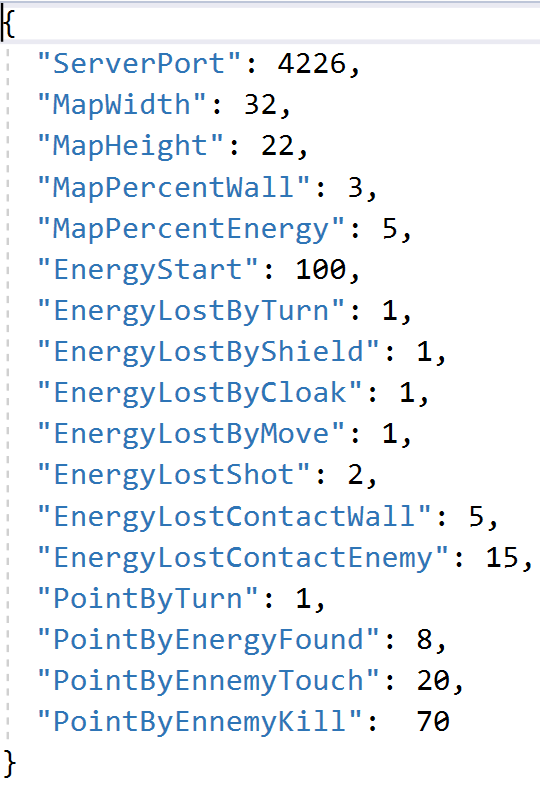 {
"ServerPort": 4226,
"MapWidth": 32,
"MapHeight": 22,
"MapPercentWall": 3,
"MapPercentEnergy": 5,
"EnergyStart": 100,
"EnergyLostByTurn": 1,
"EnergyLostByShield": 1,
"EnergyLostByCloak": 1,
"EnergyLostByMove": 1,
"EnergyLostShot": 2,
"EnergyLostContactWall": 5,
"EnergyLostContactEnemy": 15,
"PointByTurn": 1,
"PointByEnergyFound": 8,
"PointByEnnemyTouch": 20,
"PointByEnnemyKill":  70
}